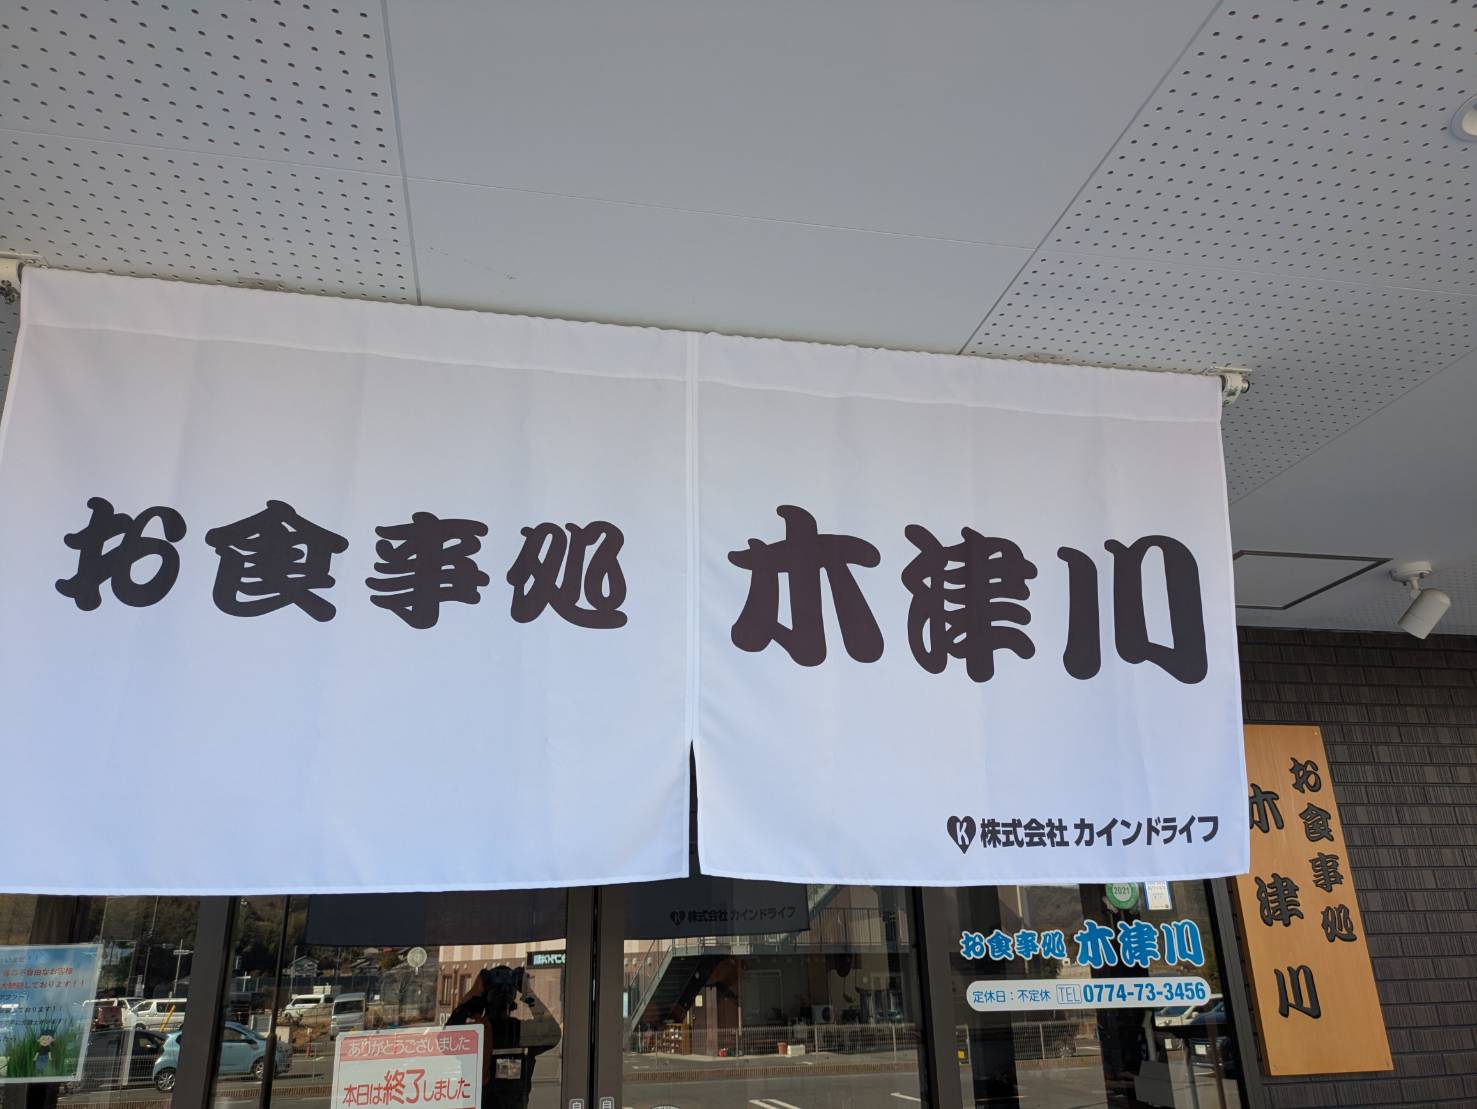 お食事処 木津川
K 株式会社 カインドライフ
お食事処
木津川
K 株式会社 カインドライフ
2021
お食事処 木津川
定休日：不定休 TEL 0774-73-3456
ありがとうございました
本日は終了しました